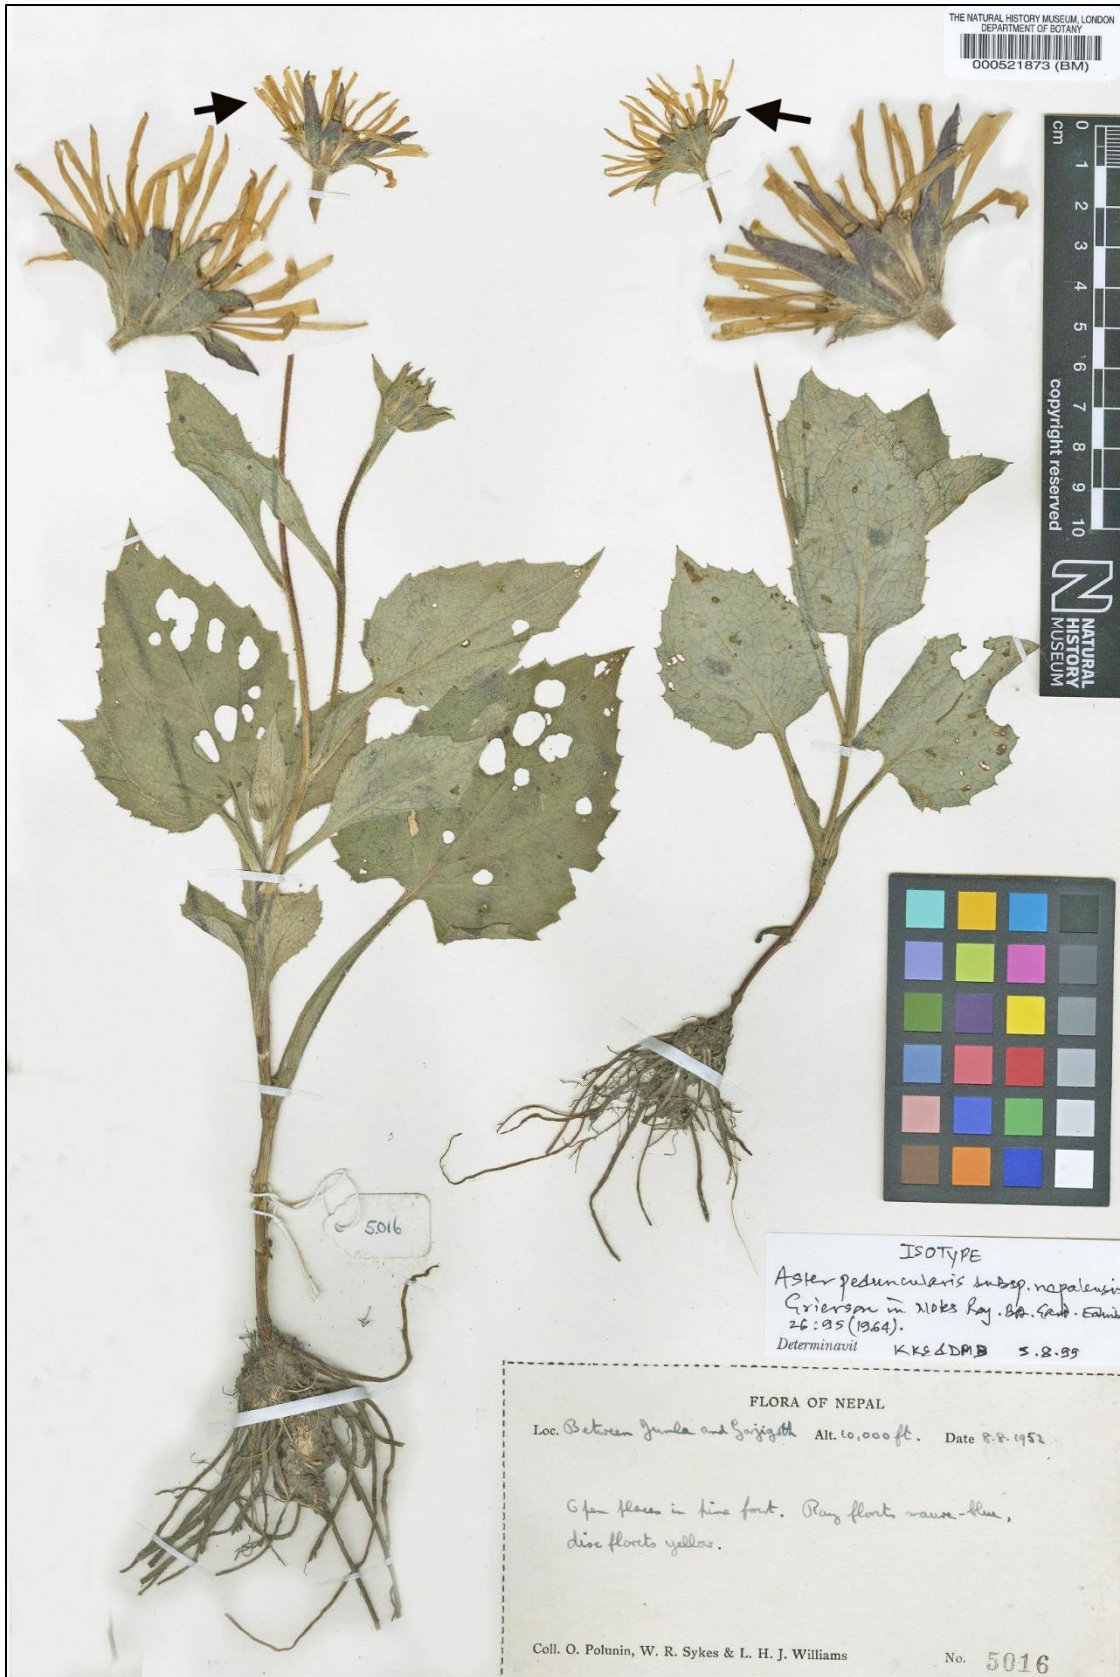 THE NATURAL HISTORY MUSEUM, LONDON
DEPARTMENT OF BOTANY
000521873 (BM)
cm
0
1
2
3
4
5
6
7
8
9
10
copyright reserved
NATURAL
HISTORY
MUSEUM
5016
ISOTYPE
Aster peduncularis subsp. nepalensis
Grierson in Notes Roy. Bot. Gard. Edinb.
26:95 (1964).
Determinavit KKS & DMB 5.8.99
FLORA OF NEPAL
Loc. Between Jumla and Alt. 10,000 ft. Date 8.8.1952
Open places in pine forest. Ray florets mauve-blue,
disc florets yellow.
Coll. O. Polunin, W. R. Sykes & L. H. J. Williams No. 5016